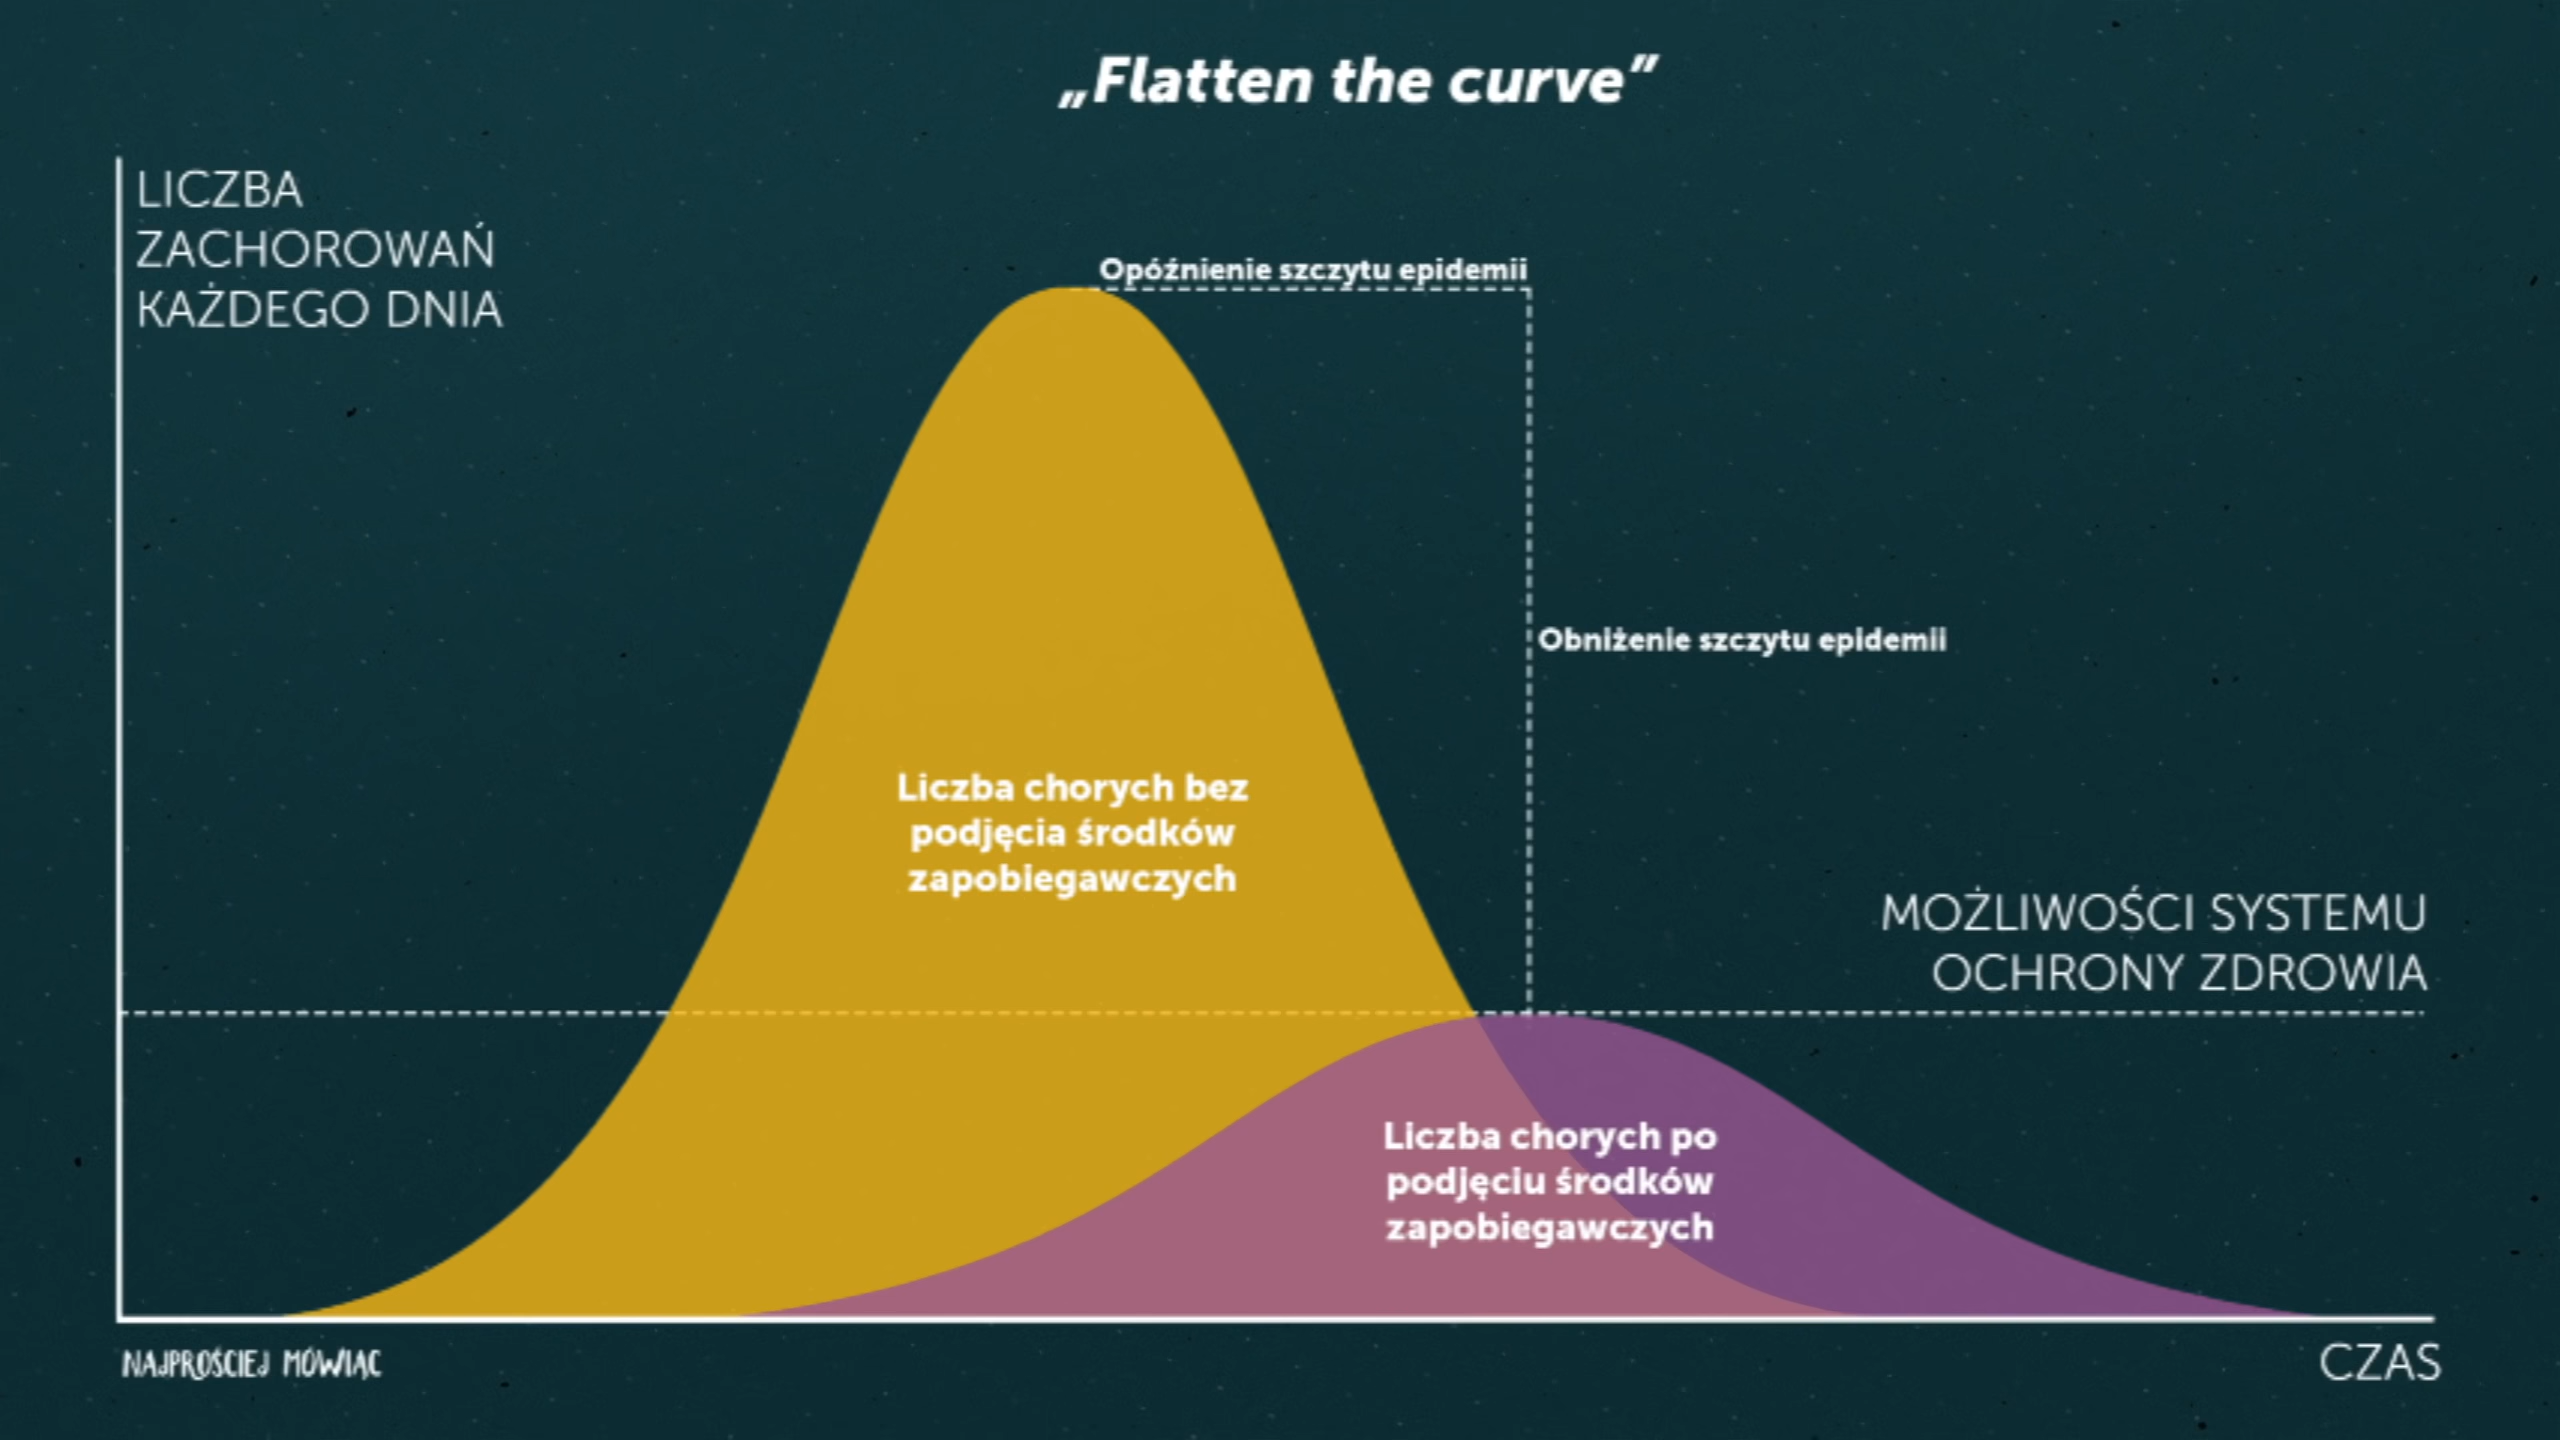 „Flatten the curve”
LICZBA
ZACHOROWAŃ
KAŻDEGO DNIA
Opóźnienie szczytu epidemii
Obniżenie szczytu epidemii
Liczba chorych bez
podjęcia środków
zapobiegawczych
MOŻLIWOŚCI SYSTEMU
OCHRONY ZDROWIA
Liczba chorych po
podjęciu środków
zapobiegawczych
NAJPROŚCIEJ MÓWIĄC
CZAS